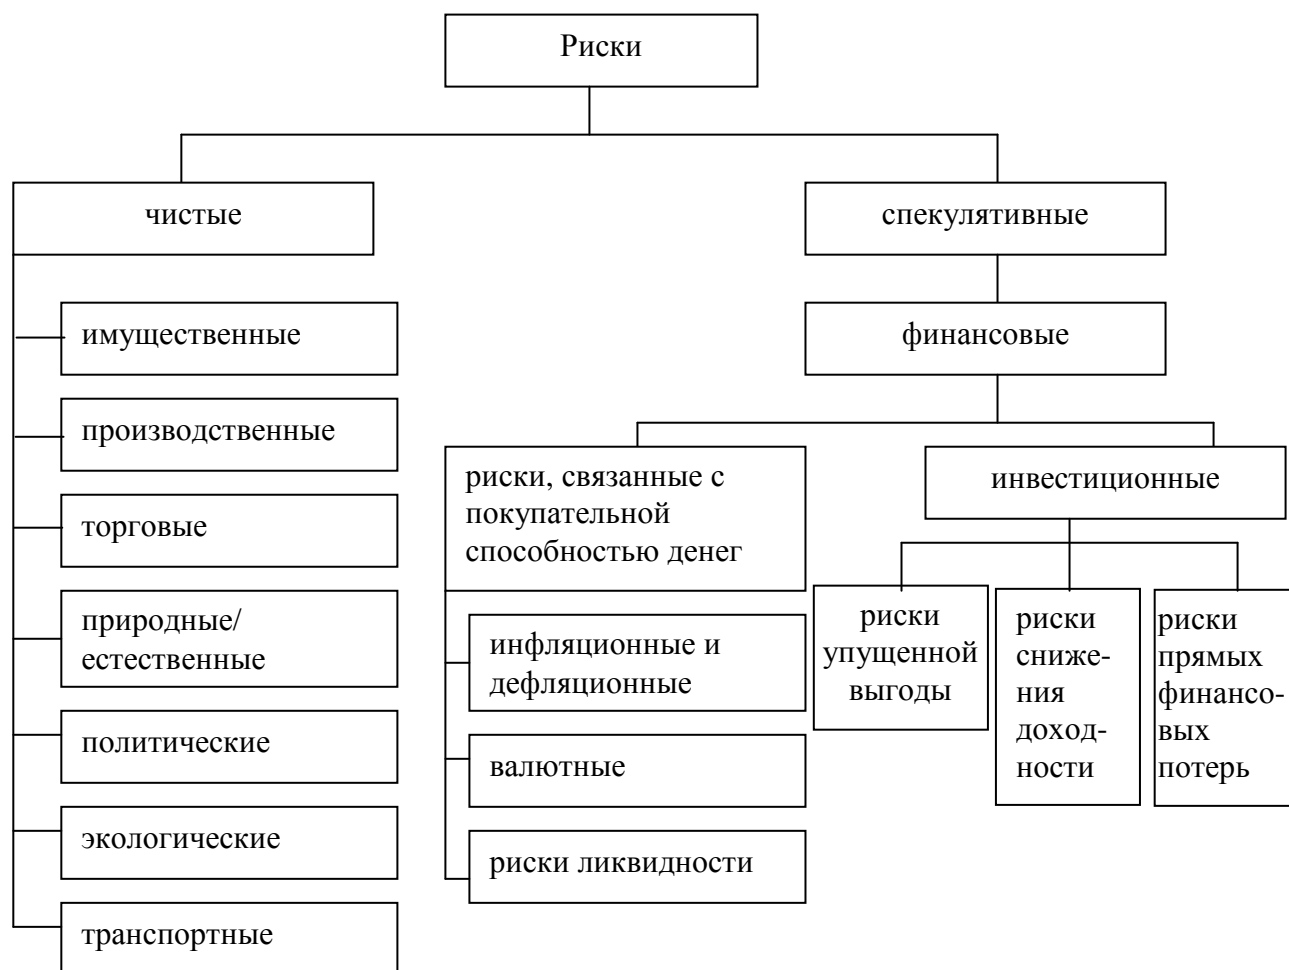 Риски
чистые
спекулятивные
имущественные
производственные
торговые
природные/
естественные
политические
экологические
транспортные
финансовые
риски, связанные с
покупательной
способностью денег
инфляционные и
дефляционные
валютные
риски ликвидности
инвестиционные
риски
упущенной
выгоды
риски
сниже-
ния
доход-
ности
риски
прямых
финансо-
вых
потерь